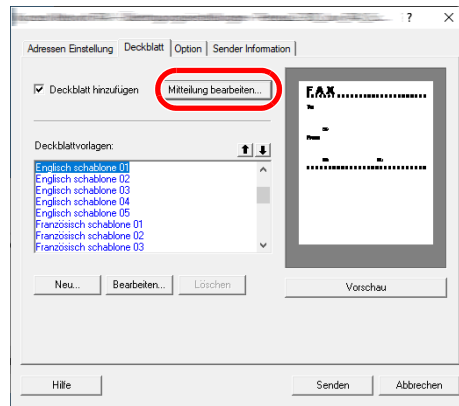 ?
Adressen Einstellung Deckblatt Option Sender Information
Deckblatt hinzufügen Mitteilung bearbeiten...
Deckblattvorlagen:
Englisch schablone 01
Englisch schablone 02
Englisch schablone 03
Englisch schablone 04
Englisch schablone 05
Französisch schablone 01
Französisch schablone 02
Französisch schablone 03
FAX
Neu... Bearbeiten... Löschen Vorschau
Hilfe Senden Abbrechen